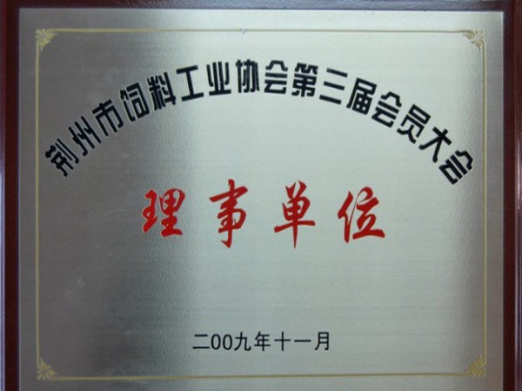 荆州市饲料工业协会第三届会员大会
理事单位
二00九年十一月